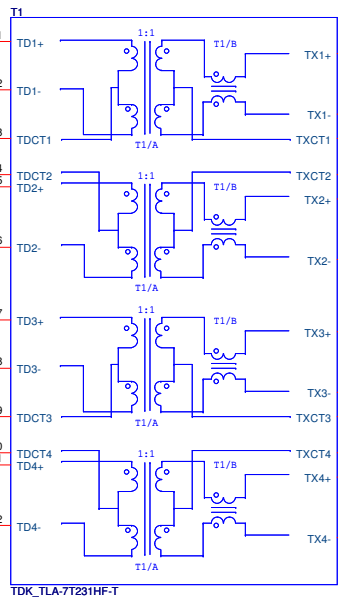 T1
1:1
TD1+ T1/B TX1+
TD1- TX1-
TDCT1 TXCT1
T1/A
TDCT2 1:1 TXCT2
TD2+ T1/B TX2+
TD2- TX2-
T1/A
1:1
TD3+ T1/B TX3+
TD3- TX3-
TDCT3 TXCT3
T1/A
TDCT4 1:1 TXCT4
TD4+ T1/B TX4+
TD4- TX4-
T1/A
TDK_TLA-7T231HF-T